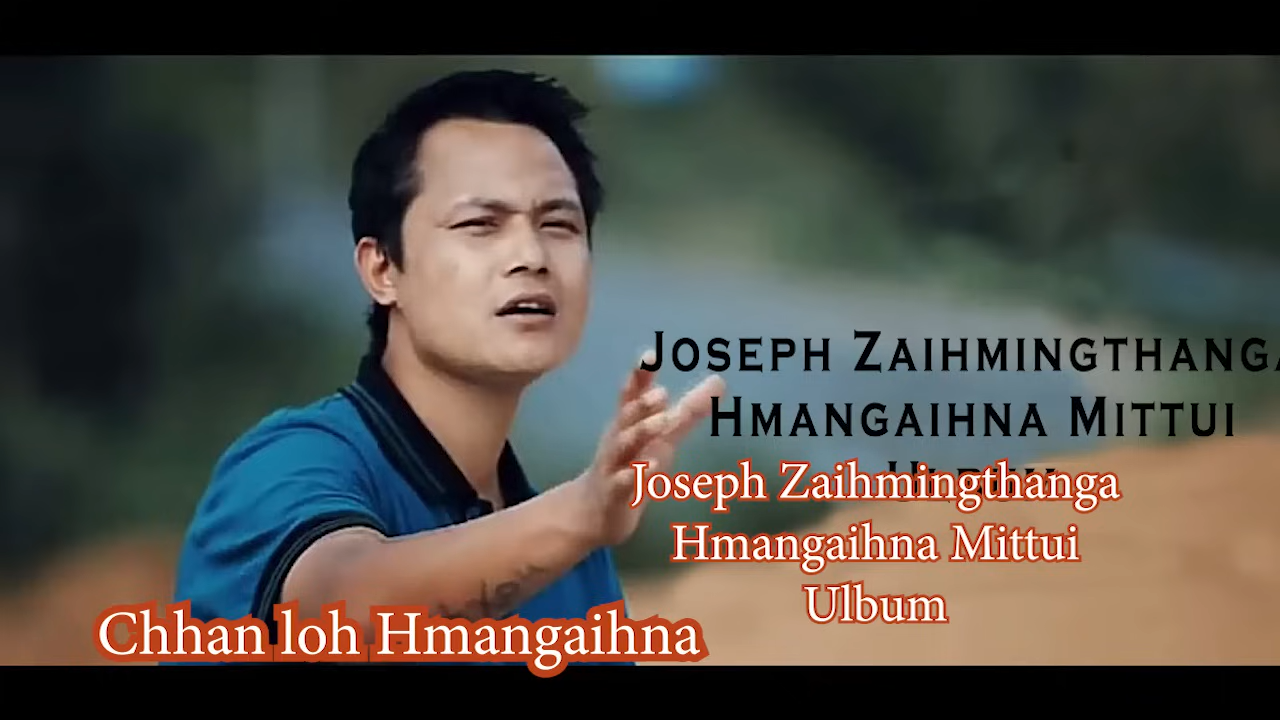 Joseph Zaihmingthanga
Hmangaihna Mittui
Joseph Zaihmingthanga
Hmangaihna Mittui
Ulbum
Chhan loh Hmangaihna